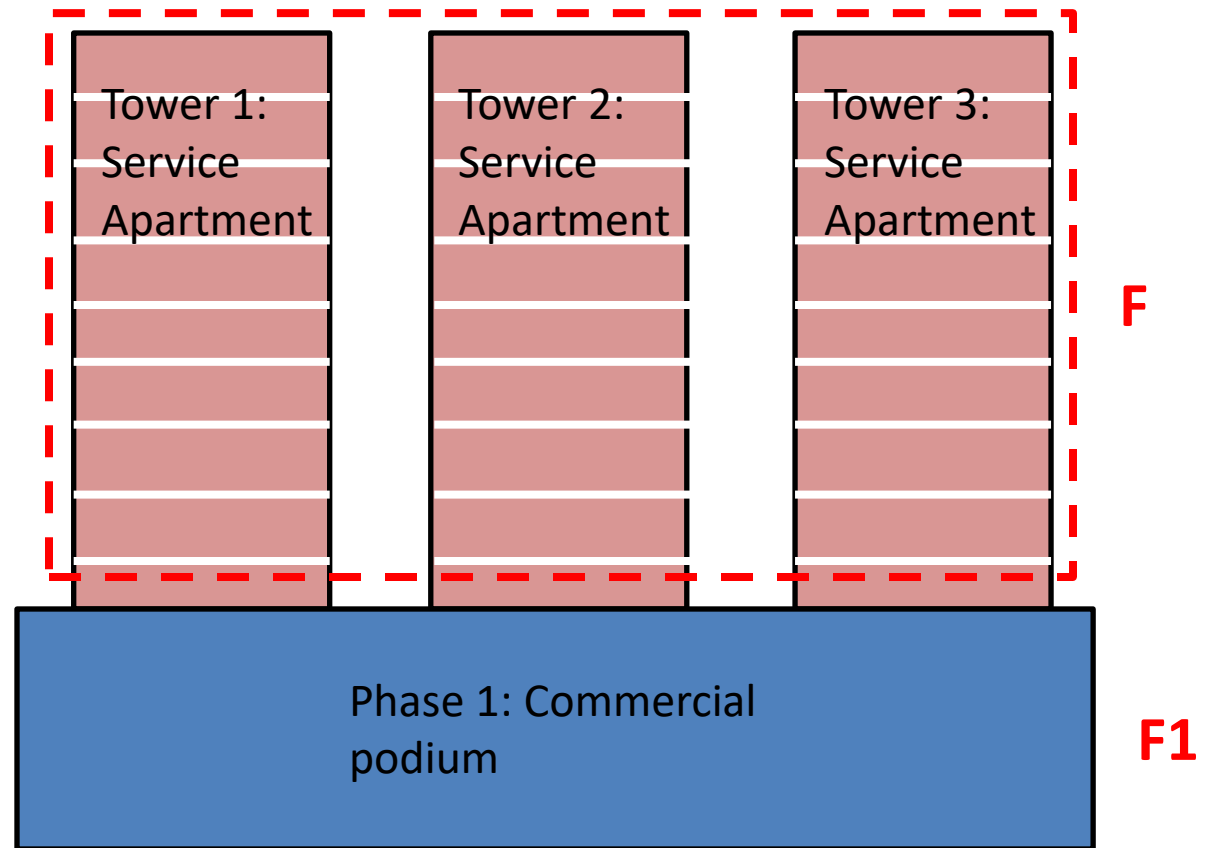 Tower 1:
Service
Apartment
Tower 2:
Service
Apartment
Tower 3:
Service
Apartment
F
Phase 1: Commercial
podium
F1